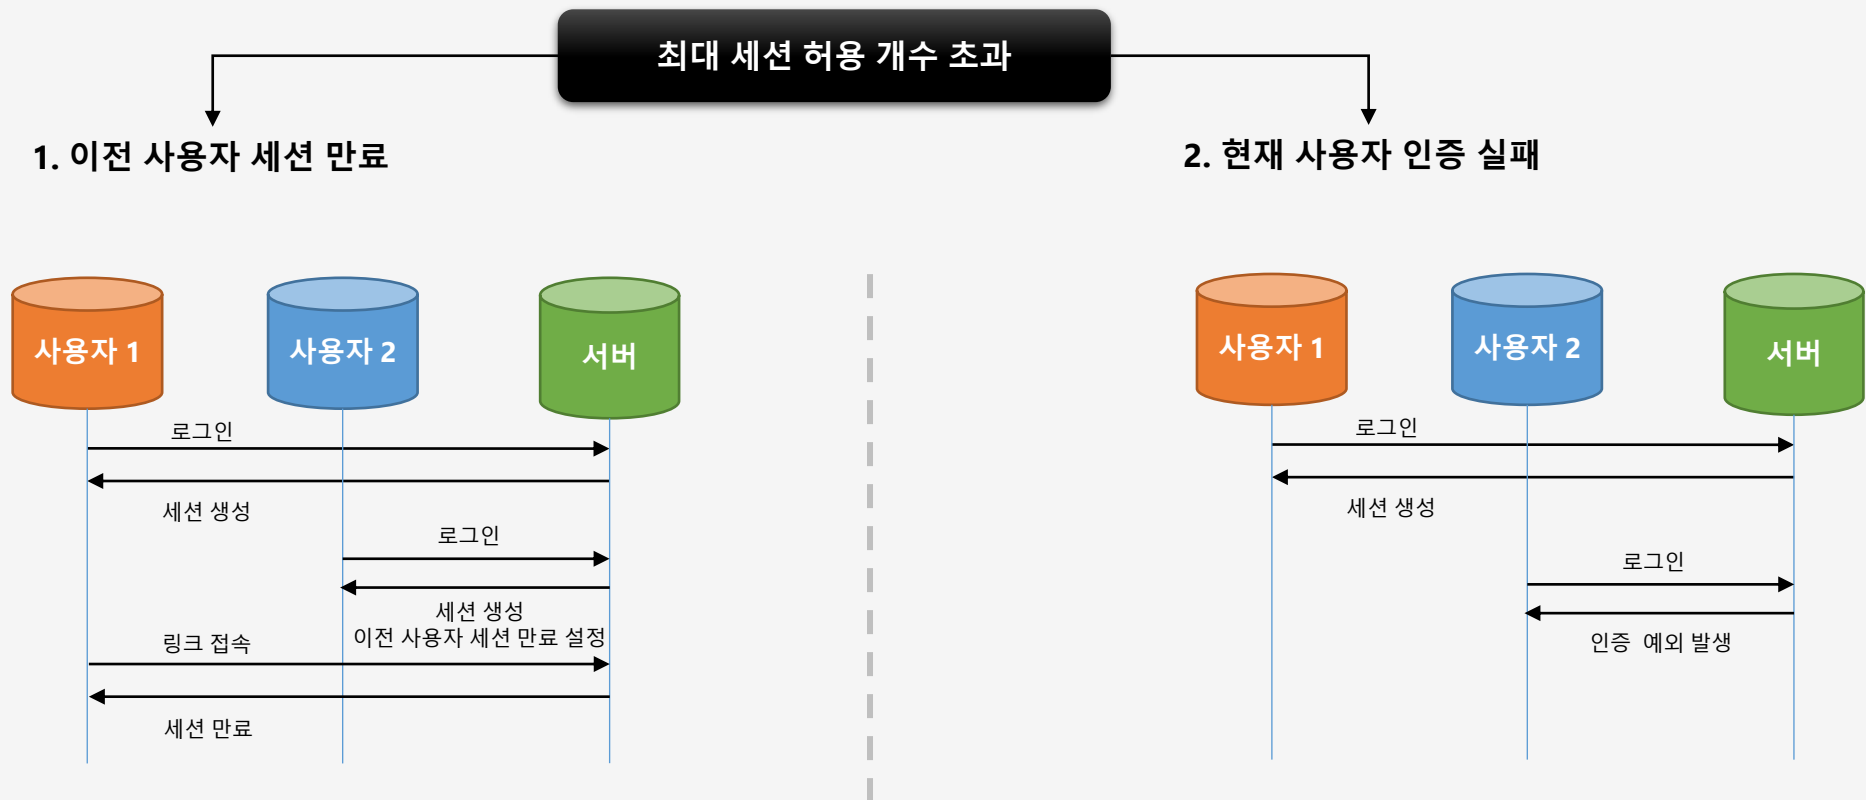 최대 세션 허용 개수 초과
1. 이전 사용자 세션 만료
2. 현재 사용자 인증 실패
사용자 1
사용자 2
서버
로그인
세션 생성
로그인
세션 생성
이전 사용자 세션 만료 설정
링크 접속
세션 만료
사용자 1
사용자 2
서버
로그인
세션 생성
로그인
인증 예외 발생